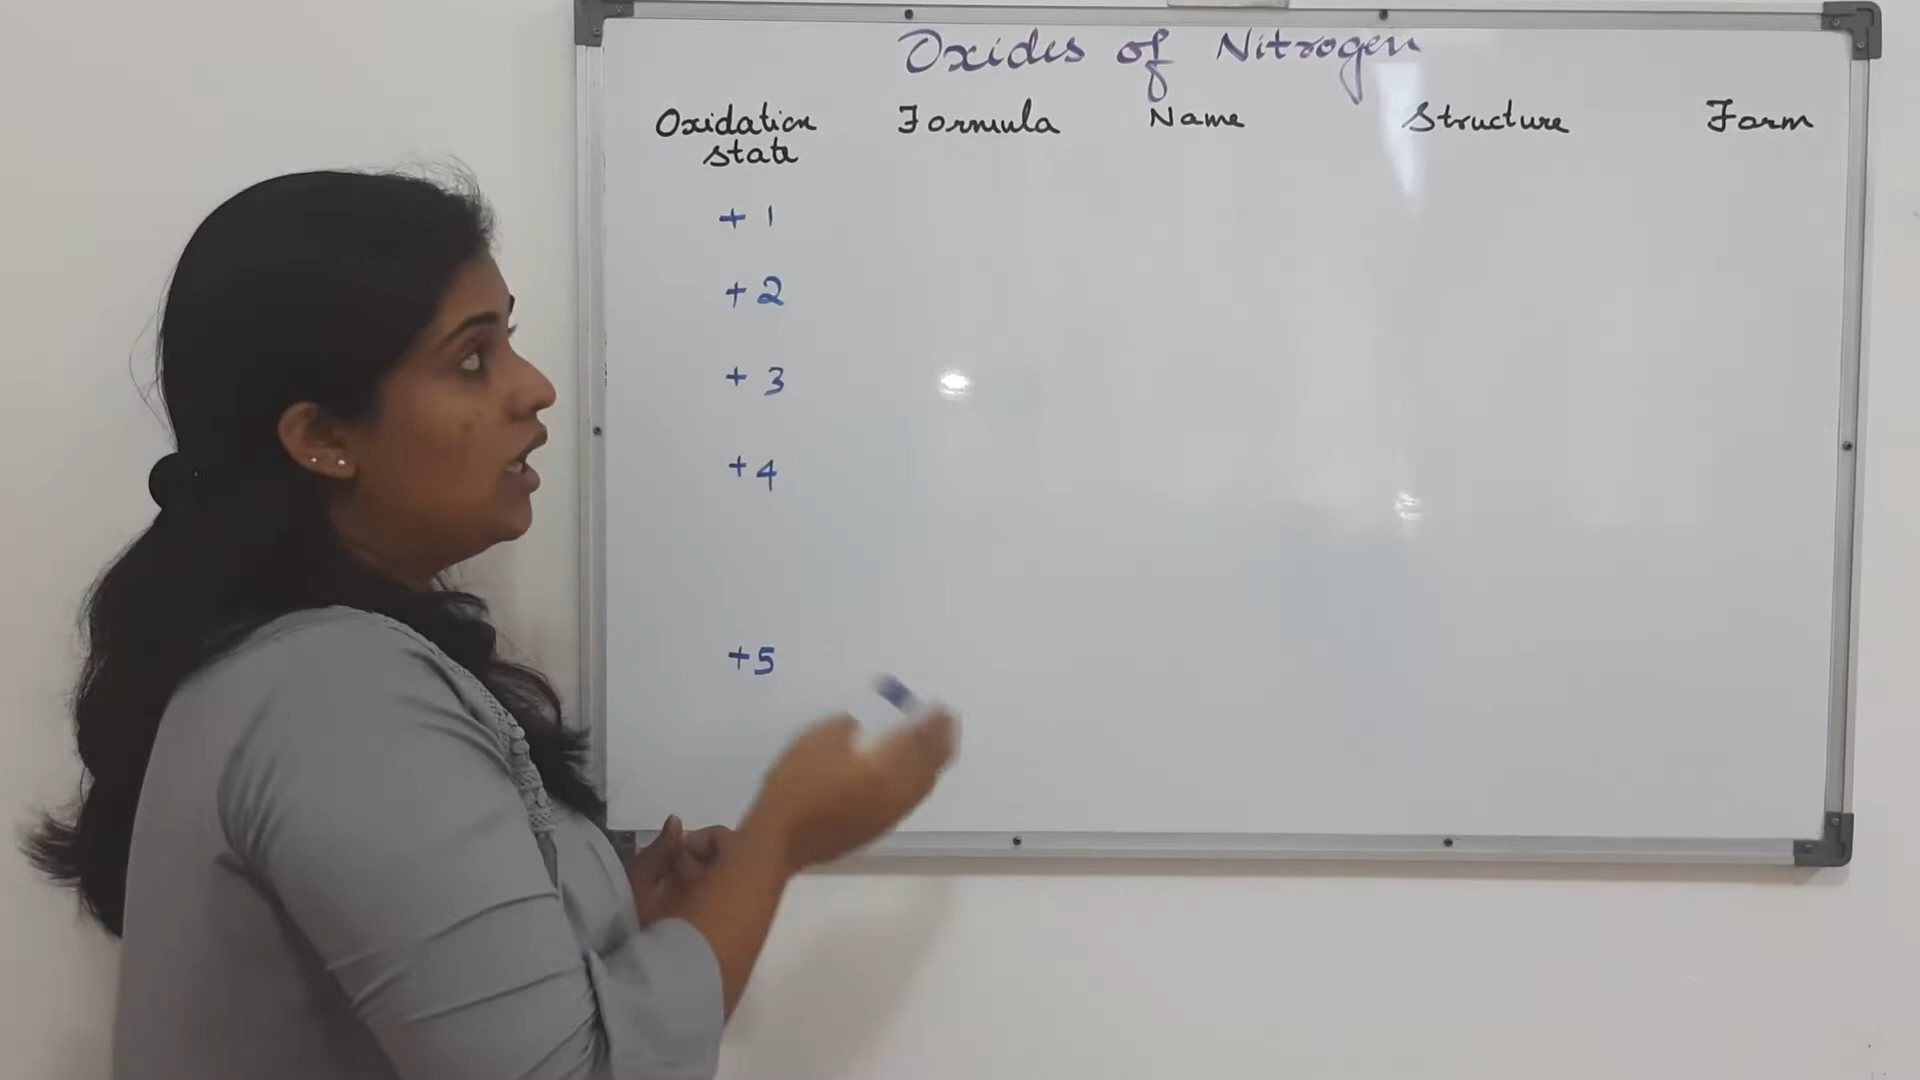 Oxides of Nitrogen
Oxidation state Formula Name Structure Form
+ 1
+ 2
+ 3
+ 4
+5